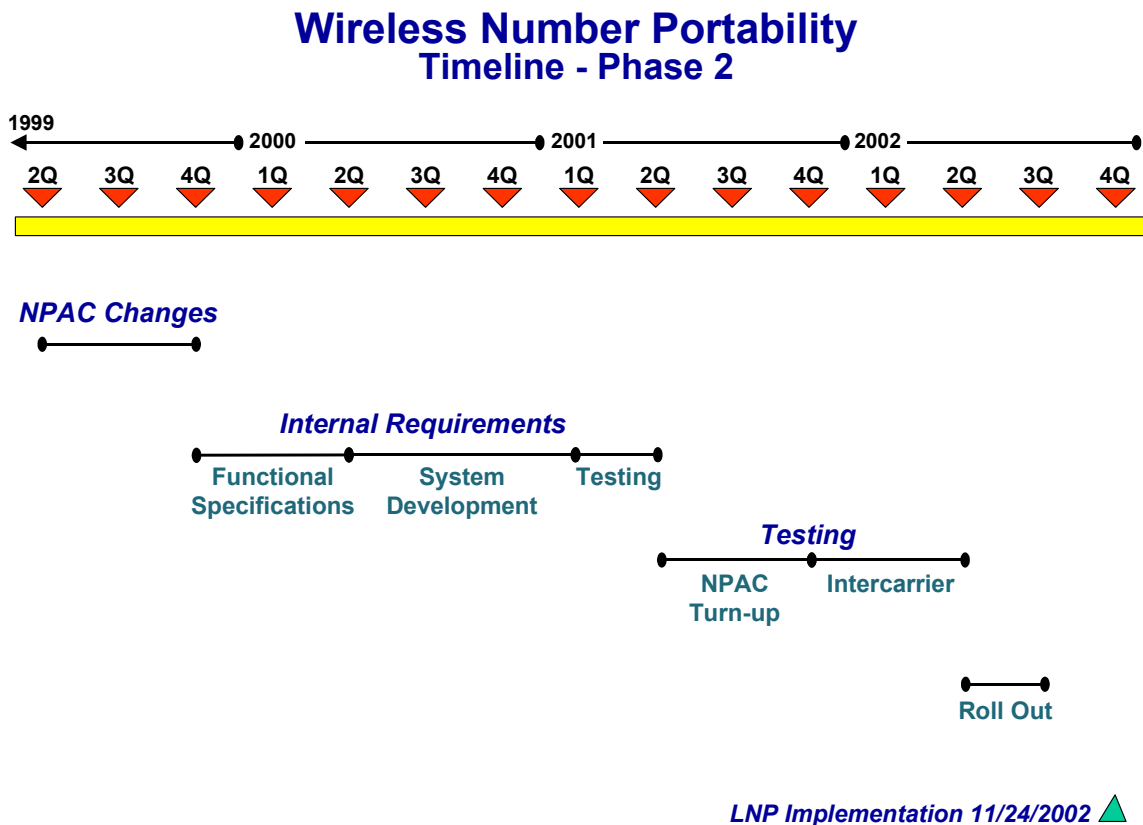 Wireless Number Portability
Timeline - Phase 2
1999
2000
2001
2002
2Q 3Q 4Q 1Q 2Q 3Q 4Q 1Q 2Q 3Q 4Q 1Q 2Q 3Q 4Q
NPAC Changes
Internal Requirements
Functional
Specifications
System
Development
Testing
Testing
NPAC
Turn-up
Intercarrier
Roll Out
LNP Implementation 11/24/2002